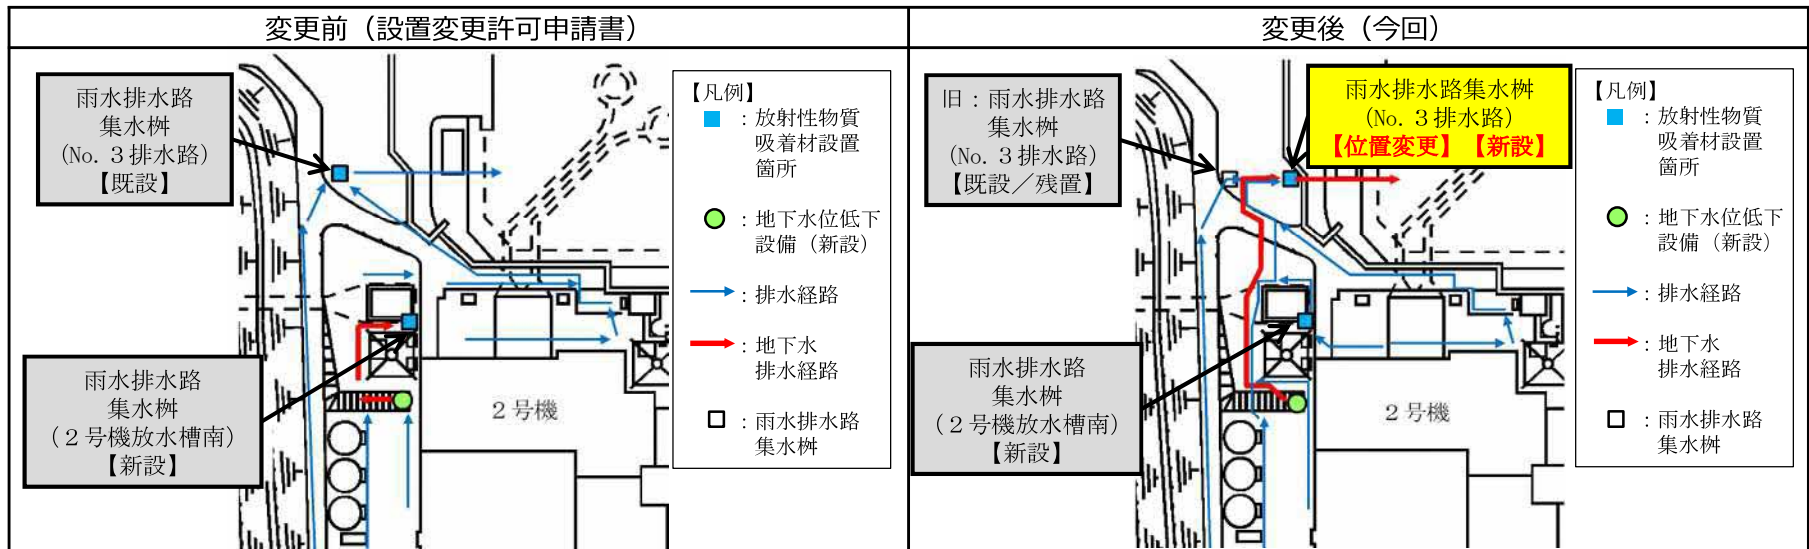 変更前（設置変更許可申請書）
雨水排水路
集水桝
(No. 3 排水路)
【既設】
雨水排水路
集水桝
（２号機放水槽南）
【新設】
２号機
【凡例】
：放射性物質
吸着材設置
箇所
：地下水位低下
設備（新設）
：排水経路
：地下水
排水経路
：雨水排水路
集水桝
変更後（今回）
旧：雨水排水路
集水桝
(No. 3 排水路)
【既設／残置】
雨水排水路集水桝
(No. 3 排水路)
【位置変更】【新設】
雨水排水路
集水桝
（２号機放水槽南）
【新設】
２号機
【凡例】
：放射性物質
吸着材設置
箇所
：地下水位低下
設備（新設）
：排水経路
：地下水
排水経路
：雨水排水路
集水桝